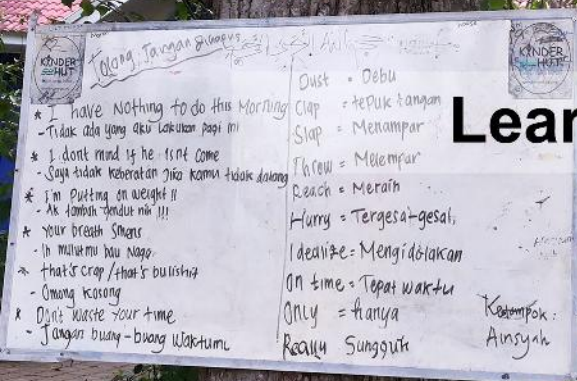 KINDER HUT
Tolong Jangan dihapus
KINDER HUT
* I have Nothing to do this Morning
- Tidak ada yang aku lakukan pagi ini
* I dont mind if he isnt come
- Saya tidak keberatan jika kamu tidak datang
* I'm Putting on weight !!
- Ak tambah gendut nih !!!
* Your breath Smens
- Ih mulutmu bau Naga
* that's crap / that's bullshit
- Omong kosong
* Don't waste your time
- Jangan buang-buang waktumu
Dust = Debu
Clap = tepuk tangan
Slap = Menampar
Throw = Melempar
Reach = Meraih
Hurry = Tergesa-gesa
Idealize = Mengidolakan
On time = Tepat waktu
Only = hanya
Really Sungguh
Kelompok :
Ainsyah
Lear